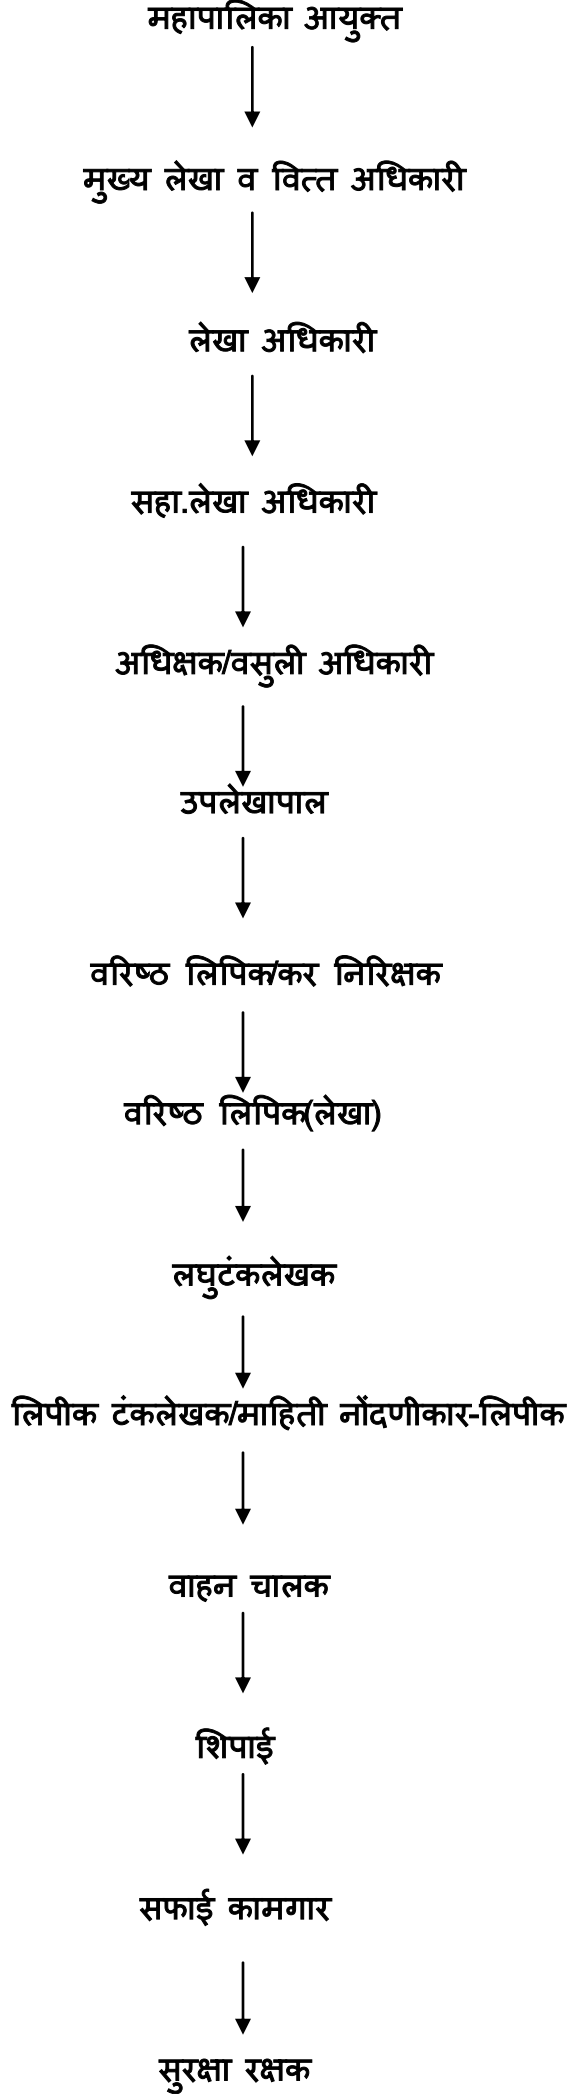 महापालिका आयुक्त
मुख्य लेखा व वित्त अधिकारी
लेखा अधिकारी
सहा.लेखा अधिकारी
अधिक्षक/वसुली अधिकारी
उपलेखापाल
वरिष्ठ लिपिक/कर निरिक्षक
वरिष्ठ लिपिक(लेखा)
लघुटंकलेखक
लिपीक टंकलेखक/माहिती नोंदणीकार-लिपीक
वाहन चालक
शिपाई
सफाई कामगार
सुरक्षा रक्षक